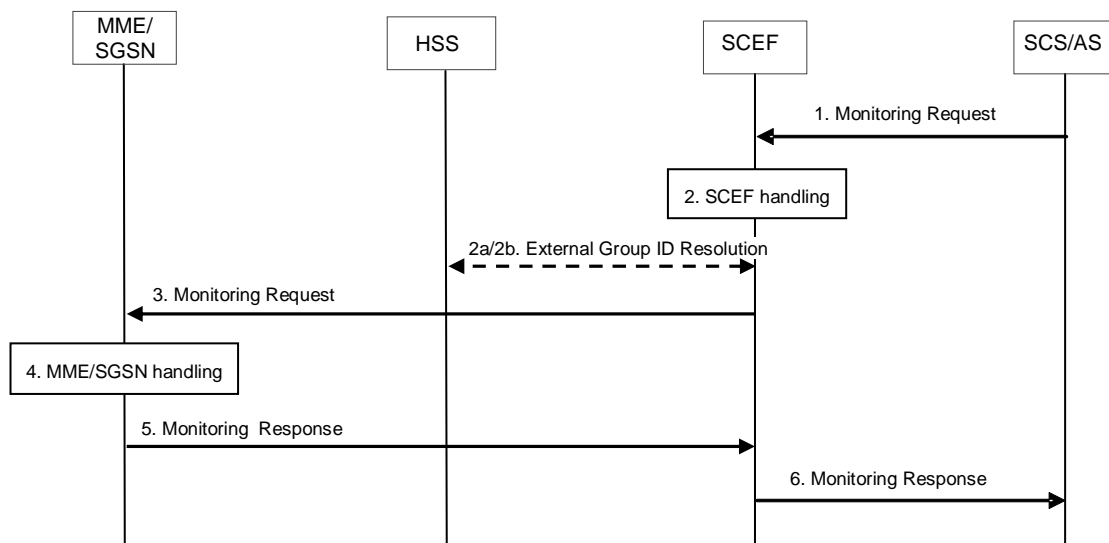 MME/
SGSN
HSS
SCEF
SCS/AS
1. Monitoring Request
2. SCEF handling
2a/2b. External Group ID Resolution
3. Monitoring Request
4. MME/SGSN handling
5. Monitoring Response
6. Monitoring Response